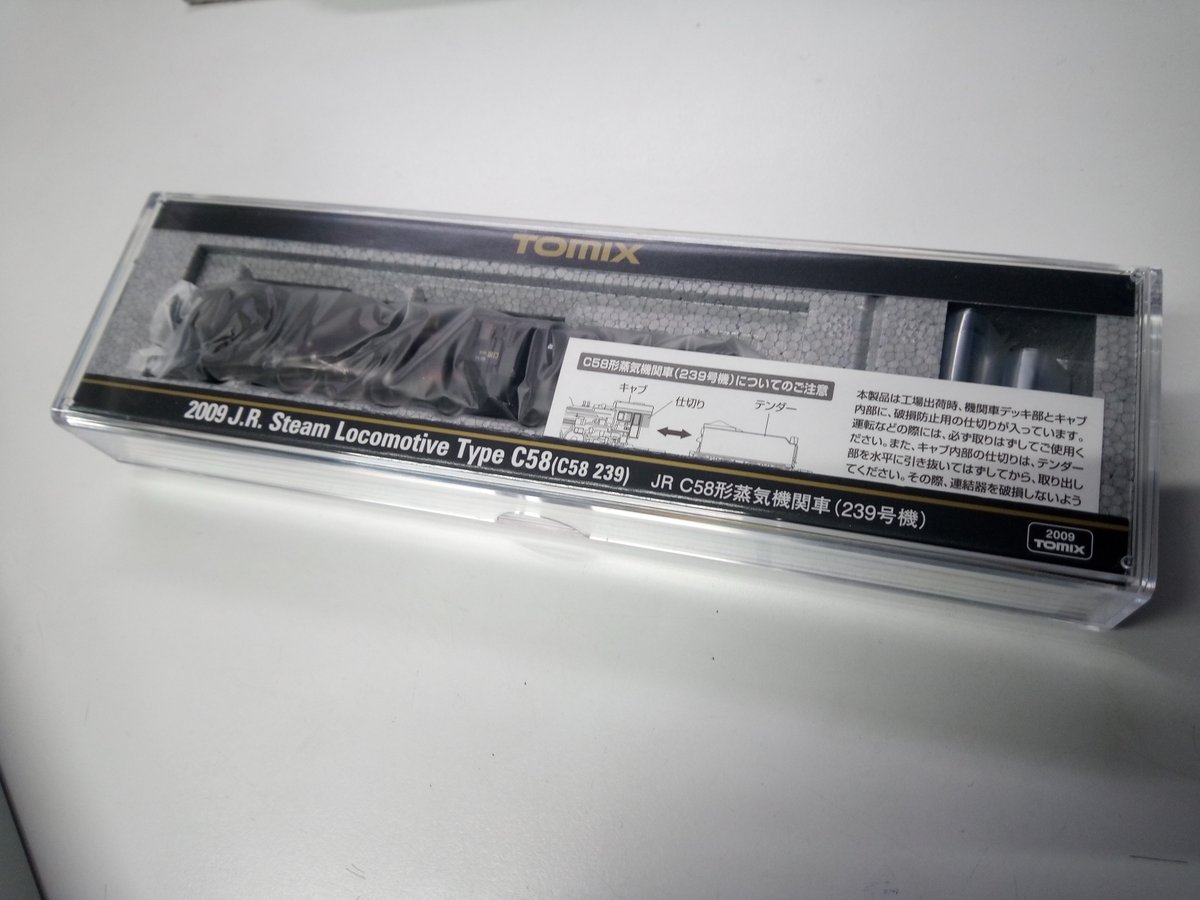 TOMIX
C58形蒸気機関車(239号機)についてのご注意
キャブ
仕切り
テンダー
本製品は工場出荷時、機関車デッキ部とキャブ
内部に、破損防止用の仕切りが入っています。
運転などの際には、必ず取りはずしてご使用く
ださい。また、キャブ内部の仕切りは、テンダー
部を水平に引き抜いてはずしてから、取り出し
てください。その際、連結器を破損しないよう
2009 J.R. Steam Locomotive Type C58(C58 239)
JR C58形蒸気機関車(239号機)
2009
TOMIX